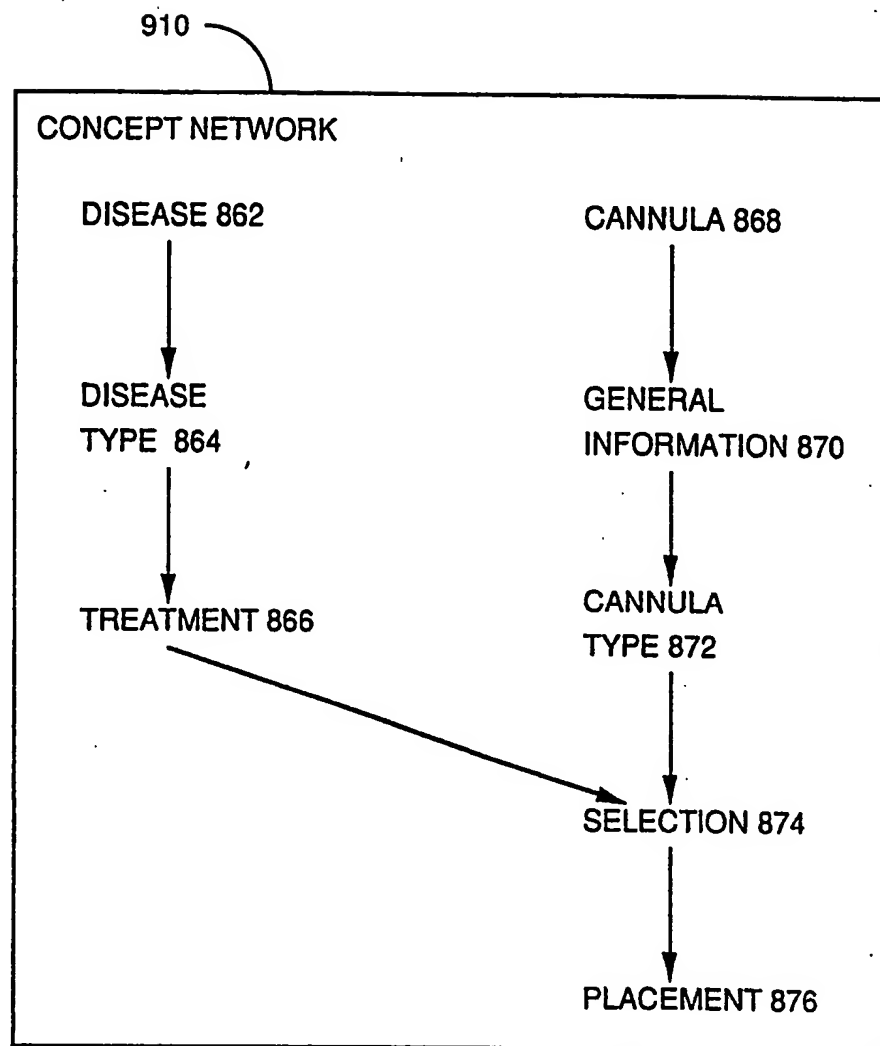 910
CONCEPT NETWORK
DISEASE 862
CANNULA 868
DISEASE
TYPE 864
GENERAL
INFORMATION 870
TREATMENT 866
CANNULA
TYPE 872
SELECTION 874
PLACEMENT 876